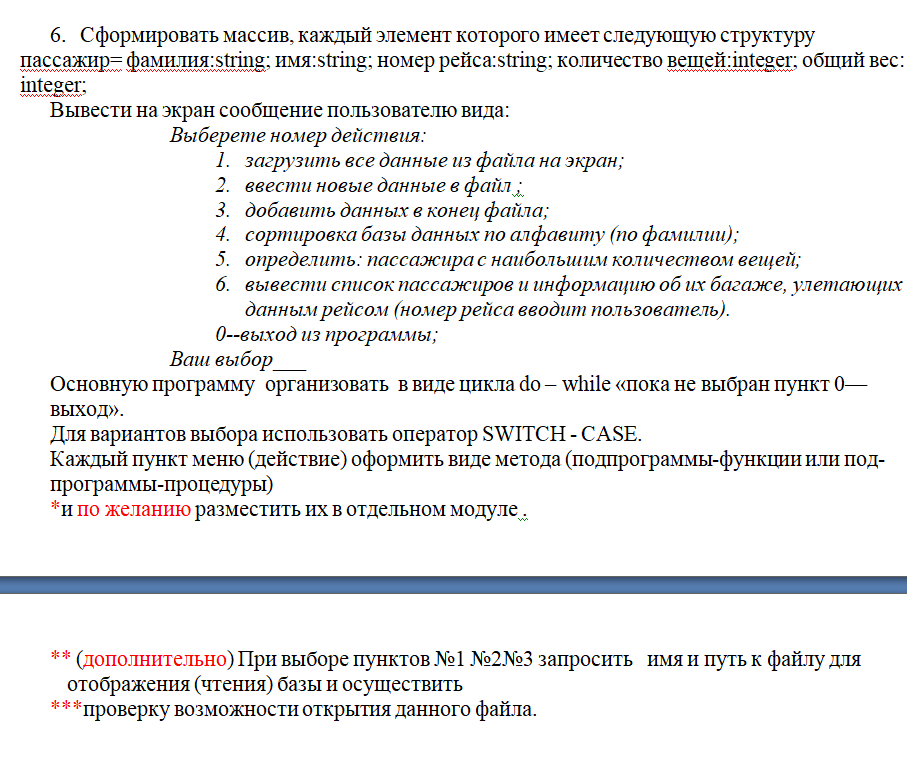 6. Сформировать массив, каждый элемент которого имеет следующую структуру
пассажир= фамилия:string; имя:string; номер рейса:string; количество вещей:integer; общий вес:
integer;
Вывести на экран сообщение пользователю вида:
Выберете номер действия:
1. загрузить все данные из файла на экран;
2. ввести новые данные в файл ;
3. добавить данных в конец файла;
4. сортировка базы данных по алфавиту (по фамилии);
5. определить: пассажира с наибольшим количеством вещей;
6. вывести список пассажиров и информацию об их багаже, улетающих
данным рейсом (номер рейса вводит пользователь).
0--выход из программы;
Ваш выбор___
Основную программу организовать в виде цикла do – while «пока не выбран пункт 0—
выход».
Для вариантов выбора использовать оператор SWITCH - CASE.
Каждый пункт меню (действие) оформить виде метода (подпрограммы-функции или под-
программы-процедуры)
*и по желанию разместить их в отдельном модуле .
** (дополнительно) При выборе пунктов №1 №2№3 запросить имя и путь к файлу для
отображения (чтения) базы и осуществить
***проверку возможности открытия данного файла.